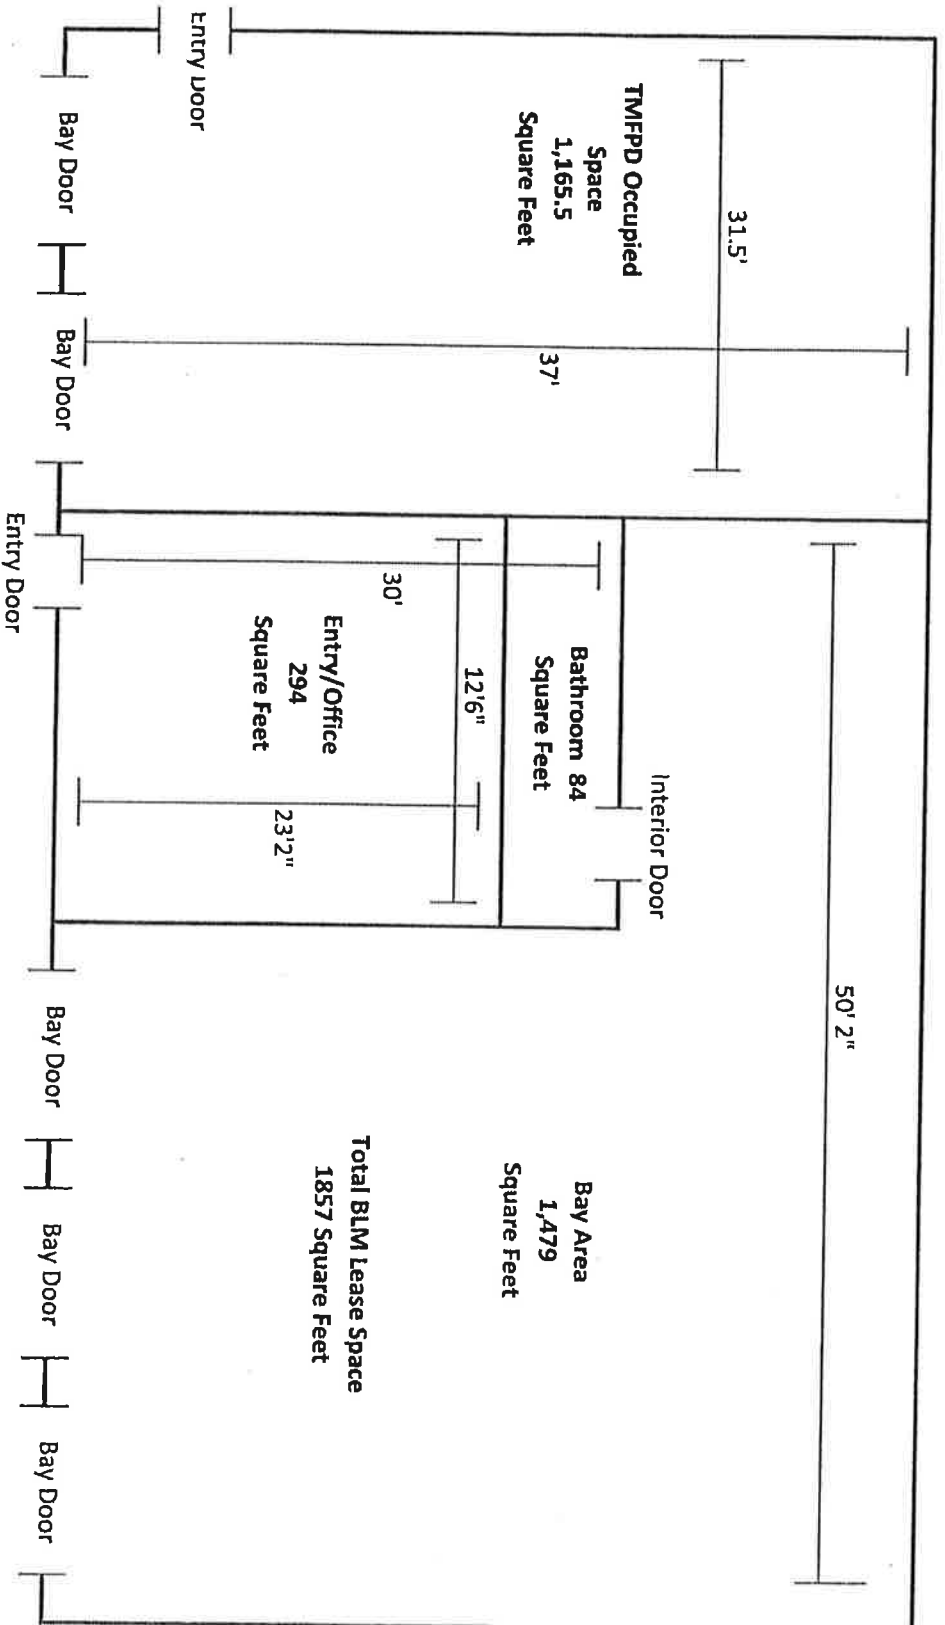 Entry Door
TMFPD Occupied
Space
1,165.5
Square Feet
31.5'
37'
Bay Door
Bay Door
Entry Door
30'
12'6"
Entry/Office
294
Square Feet
23'2"
Bathroom 84
Square Feet
Interior Door
50' 2"
Bay Area
1,479
Square Feet
Total BLM Lease Space
1857 Square Feet
Bay Door
Bay Door
Bay Door